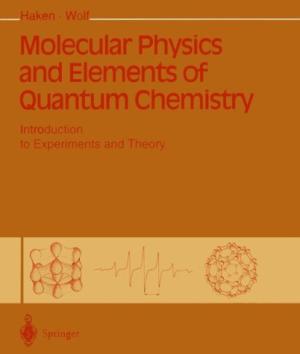 Haken · Wolf
Molecular Physics
and Elements of
Quantum Chemistry
Introduction
to Experiments and Theory
Springer